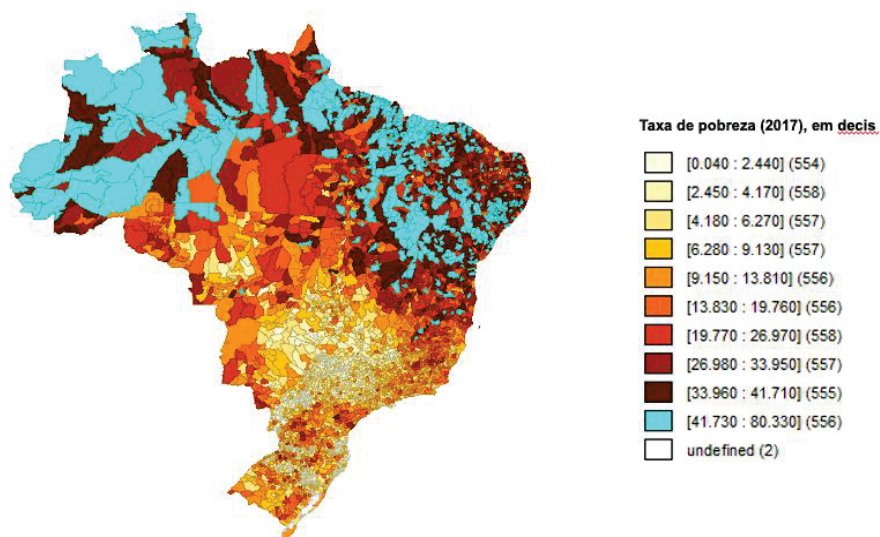 Taxa de pobreza (2017), em decis
[0.040 : 2.440] (554)
[2.450 : 4.170] (558)
[4.180 : 6.270] (557)
[6.280 : 9.130] (557)
[9.150 : 13.810] (556)
[13.830 : 19.760] (556)
[19.770 : 26.970] (558)
[26.980 : 33.950] (557)
[33.960 : 41.710] (555)
[41.730 : 80.330] (556)
undefined (2)